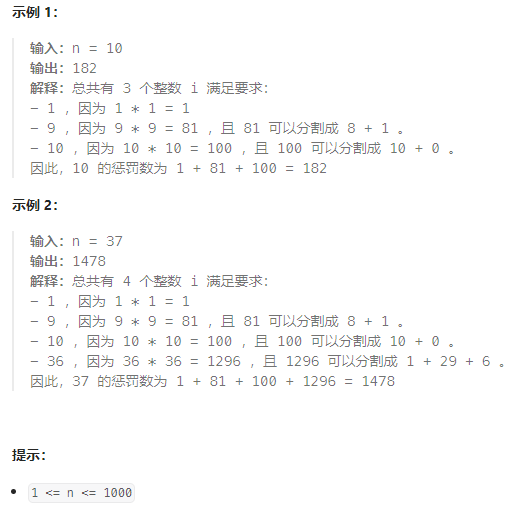 示例 1：
输入：n = 10
输出：182
解释：总共有 3 个整数 i 满足要求：
- 1 ，因为 1 * 1 = 1
- 9 ，因为 9 * 9 = 81 ，且 81 可以分割成 8 + 1 。
- 10 ，因为 10 * 10 = 100 ，且 100 可以分割成 10 + 0 。
因此，10 的惩罚数为 1 + 81 + 100 = 182
示例 2：
输入：n = 37
输出：1478
解释：总共有 4 个整数 i 满足要求：
- 1 ，因为 1 * 1 = 1
- 9 ，因为 9 * 9 = 81 ，且 81 可以分割成 8 + 1 。
- 10 ，因为 10 * 10 = 100 ，且 100 可以分割成 10 + 0 。
- 36 ，因为 36 * 36 = 1296 ，且 1296 可以分割成 1 + 29 + 6 。
因此，37 的惩罚数为 1 + 81 + 100 + 1296 = 1478
提示：
• 1 <= n <= 1000